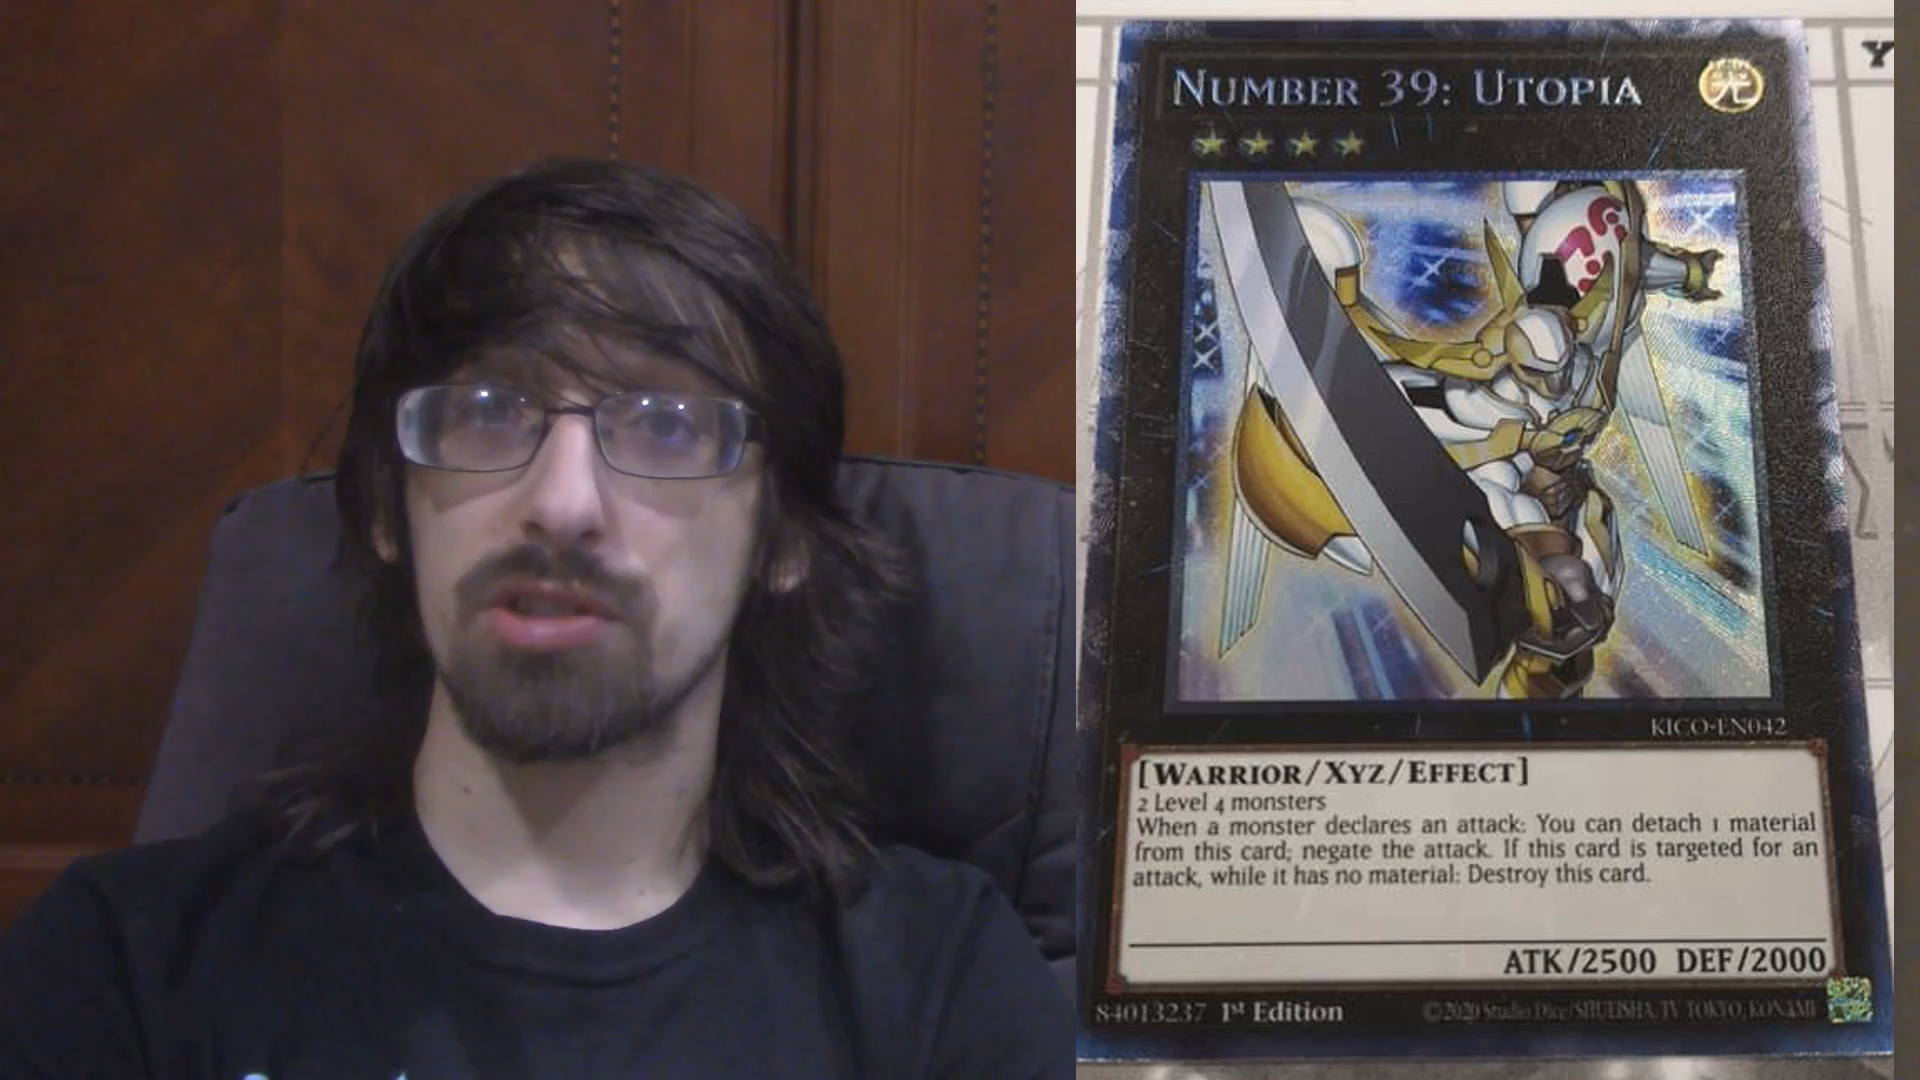 Y
NUMBER 39: UTOPIA
光
KICO-EN042
[WARRIOR/XYZ/EFFECT]
2 Level 4 monsters
When a monster declares an attack: You can detach 1 material
from this card; negate the attack. If this card is targeted for an
attack, while it has no material: Destroy this card.
ATK/2500 DEF/2000
84013237 1st Edition
©2020 Studio Dice/SHUEISHA, TV TOKYO, KONAMI